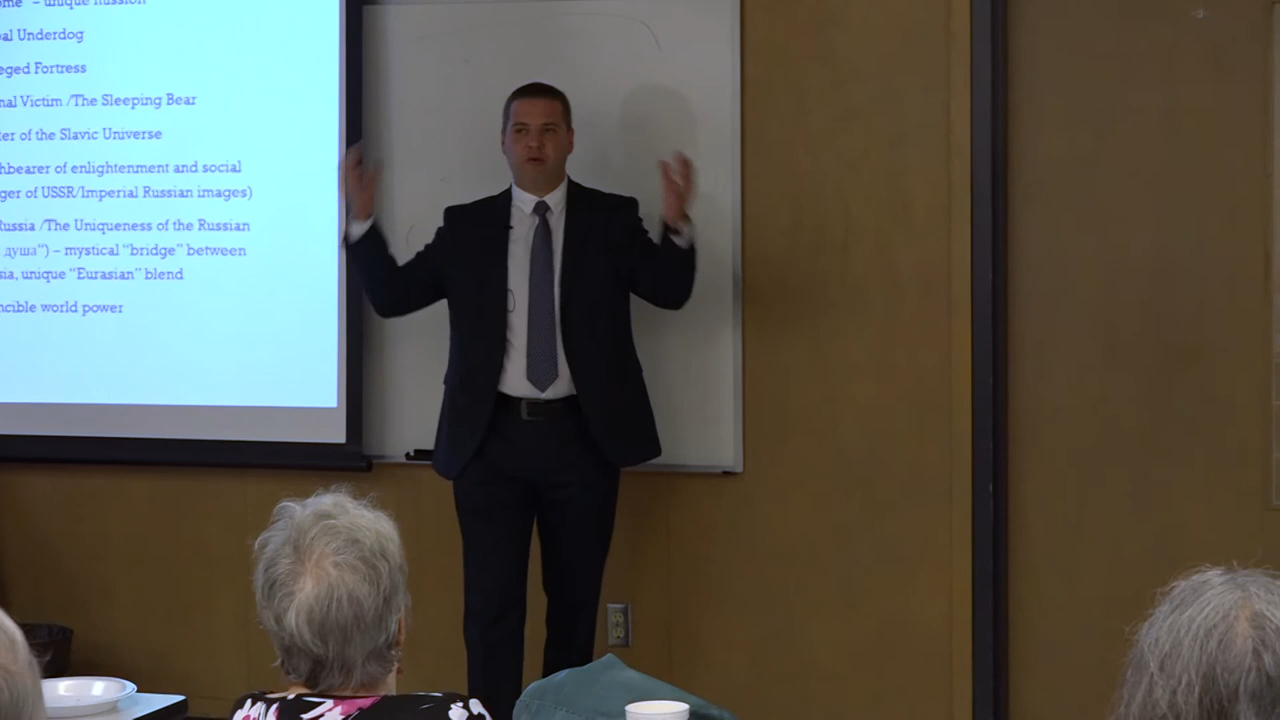 ome" – unique mission
bal Underdog
eged Fortress
nal Victim /The Sleeping Bear
ter of the Slavic Universe
hbearer of enlightenment and social
ger of USSR/Imperial Russian images)
Russia /The Uniqueness of the Russian
душа") – mystical "bridge" between
sia, unique "Eurasian" blend
ncible world power